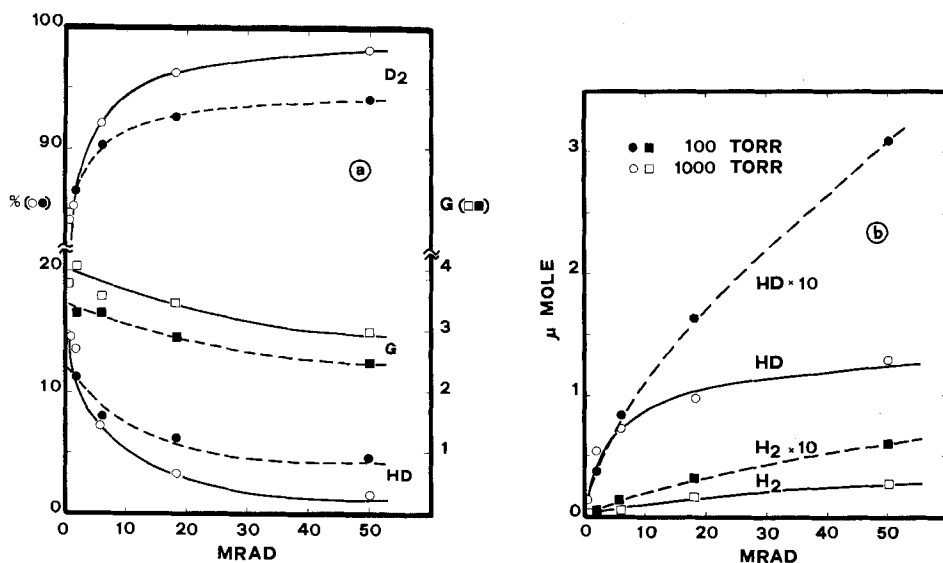 100
90
20
10
0
% (○●)
D2
a
G (□■)
4
3
2
1
G
HD
0 10 20 30 40 50
MRAD
3
2
1
0
μ MOLE
●■ 100 TORR
○□ 1000 TORR
b
HD × 10
HD
H2 × 10
H2
0 10 20 30 40 50
MRAD